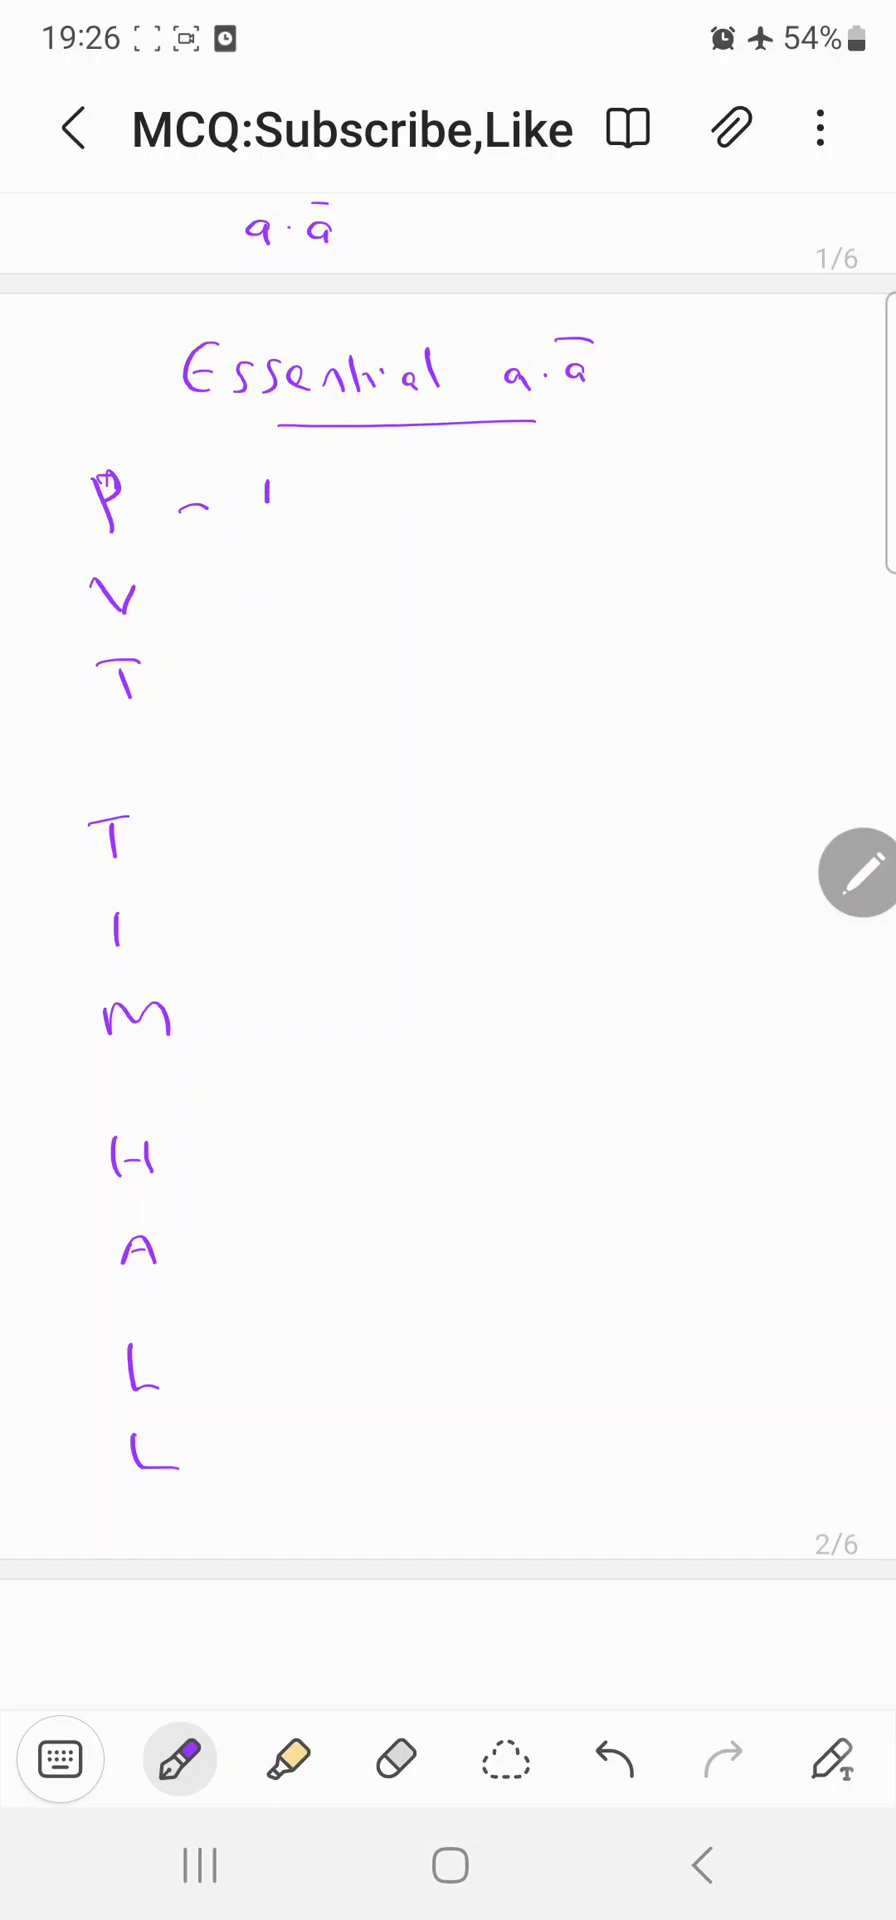 19:26 54%
MCQ:Subscribe,Like
a · ā
1/6
Essential a · ā
P - 1
V
T
T
I
M
H
A
L
L
2/6
T